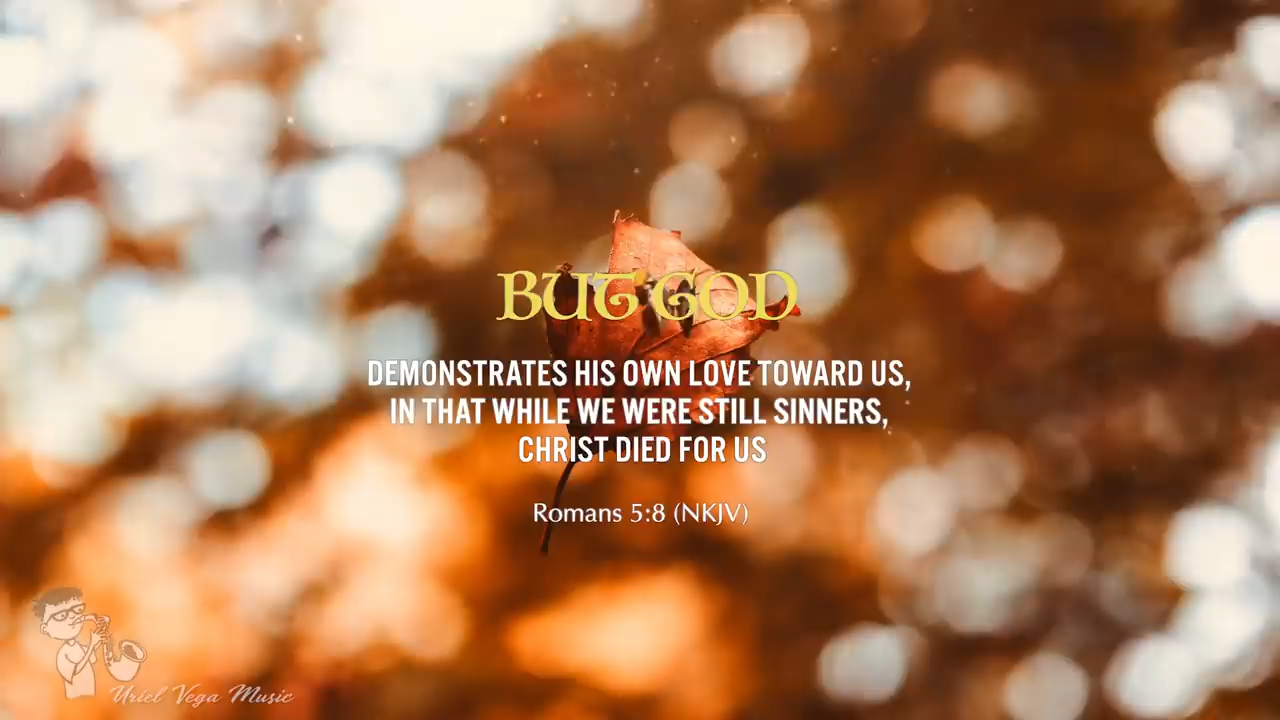 BUT GOD
DEMONSTRATES HIS OWN LOVE TOWARD US,
IN THAT WHILE WE WERE STILL SINNERS,
CHRIST DIED FOR US
Romans 5:8 (NKJV)
Uriel Vega Music